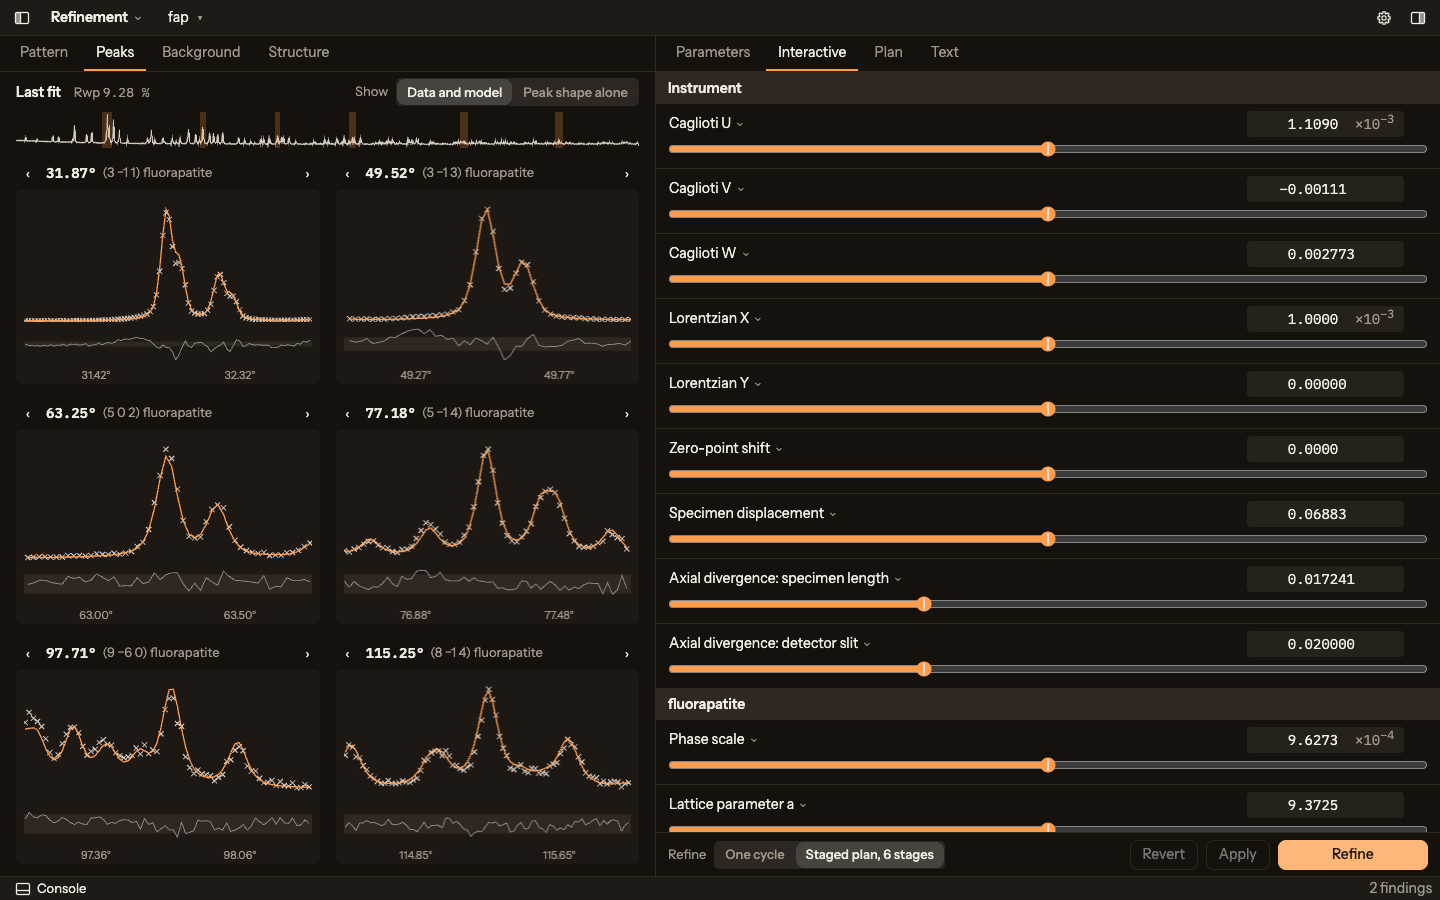 Refinement fap
Pattern Peaks Background Structure
Last fit Rwp 9.28 % Show Data and model Peak shape alone
31.87° (3 −1 1) fluorapatite
31.42° 32.32°
49.52° (3 −1 3) fluorapatite
49.27° 49.77°
63.25° (5 0 2) fluorapatite
63.00° 63.50°
77.18° (5 −1 4) fluorapatite
76.88° 77.48°
97.71° (9 −6 0) fluorapatite
97.36° 98.06°
115.25° (8 −1 4) fluorapatite
114.85° 115.65°
Parameters Interactive Plan Text
Instrument
Caglioti U 1.1090 ×10⁻³
Caglioti V −0.00111
Caglioti W 0.002773
Lorentzian X 1.0000 ×10⁻³
Lorentzian Y 0.00000
Zero-point shift 0.0000
Specimen displacement 0.06883
Axial divergence: specimen length 0.017241
Axial divergence: detector slit 0.020000
fluorapatite
Phase scale 9.6273 ×10⁻⁴
Lattice parameter a 9.3725
Refine One cycle Staged plan, 6 stages Revert Apply Refine
Console 2 findings